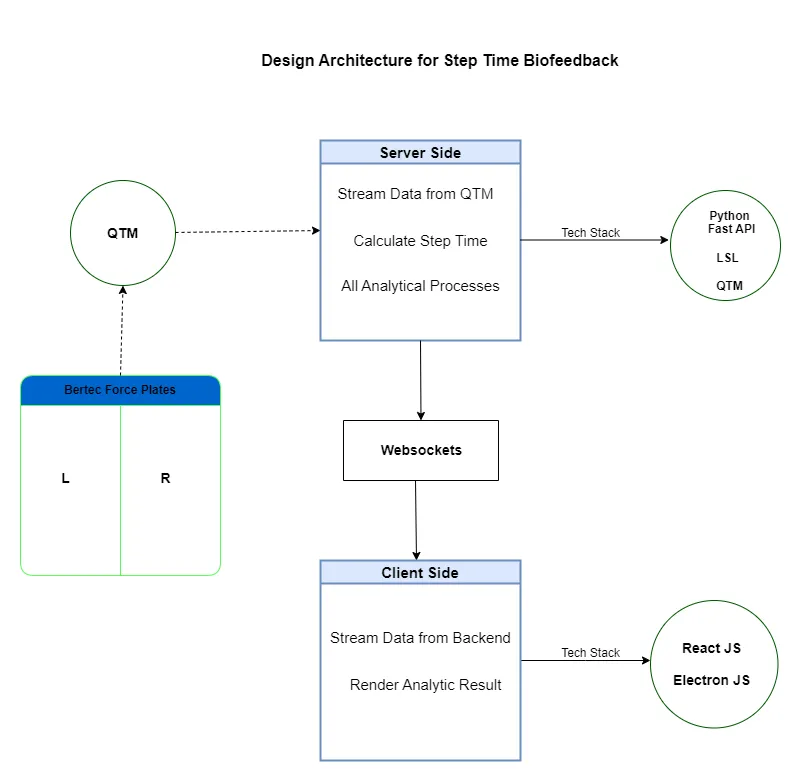 Design Architecture for Step Time Biofeedback
Server Side
Stream Data from QTM
Calculate Step Time
All Analytical Processes
QTM
Tech Stack
Python
Fast API
LSL
QTM
Bertec Force Plates
L
R
Websockets
Client Side
Stream Data from Backend
Render Analytic Result
Tech Stack
React JS
Electron JS